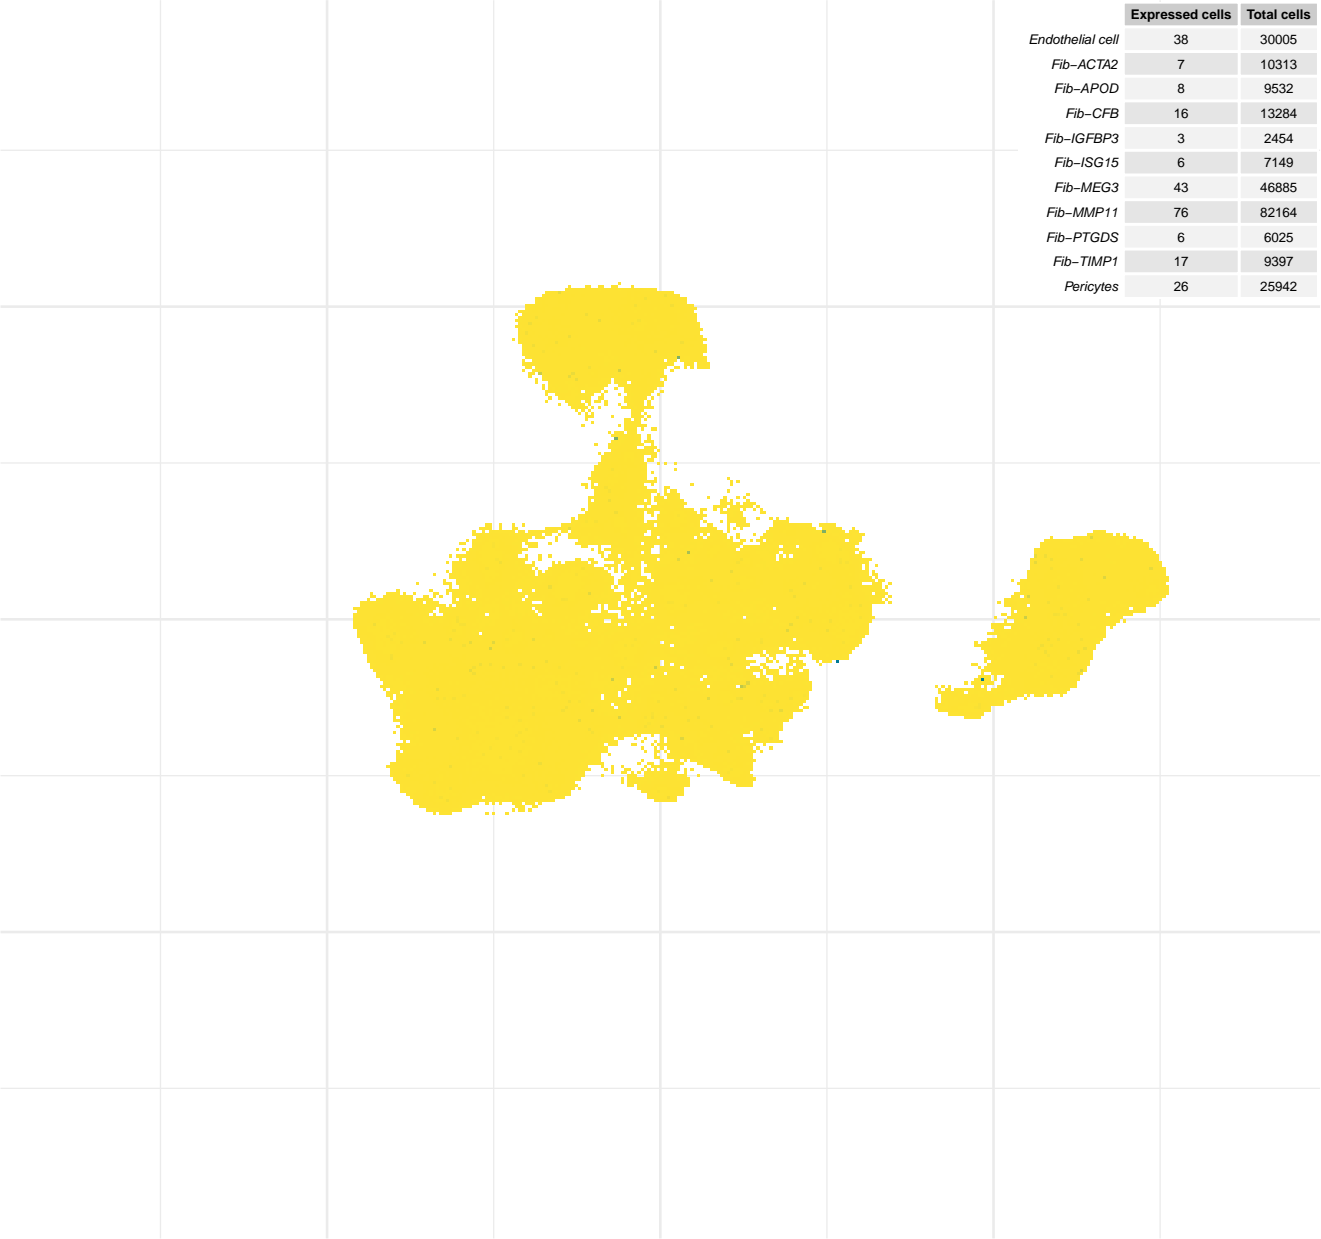 Expressed cells Total cells
Endothelial cell 38 30005
Fib−ACTA2 7 10313
Fib−APOD 8 9532
Fib−CFB 16 13284
Fib−IGFBP3 3 2454
Fib−ISG15 6 7149
Fib−MEG3 43 46885
Fib−MMP11 76 82164
Fib−PTGDS 6 6025
Fib−TIMP1 17 9397
Pericytes 26 25942